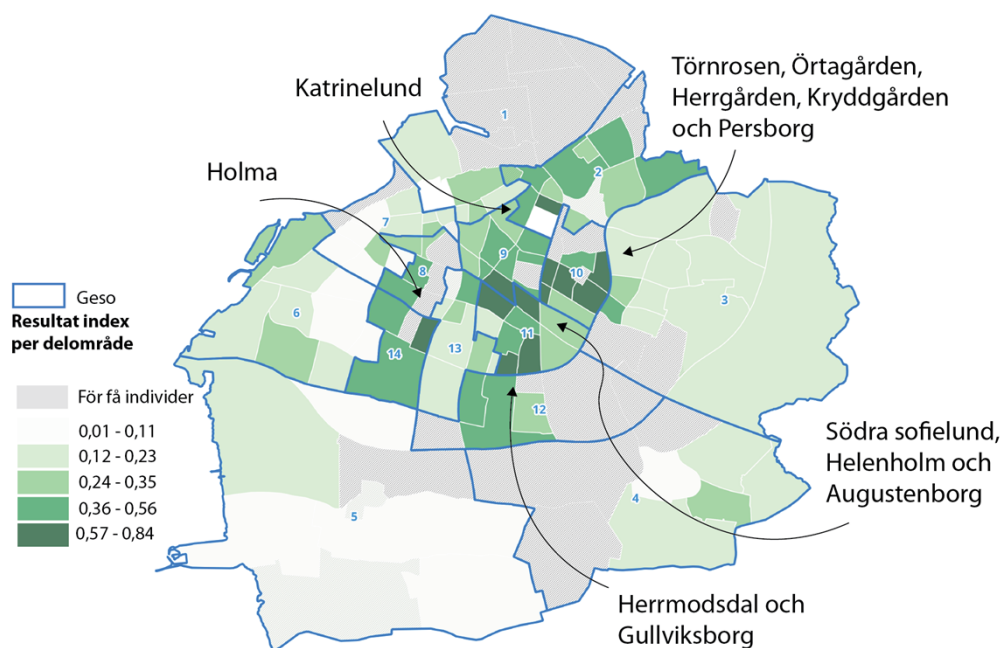 Törnrosen, Örtagården,
Herrgården, Kryddgården
och Persborg
Katrinelund
Holma
1
2
7
9
8
10
3
6
11
13
14
12
4
5
Geso
Resultat index
per delområde
För få individer
0,01 - 0,11
0,12 - 0,23
0,24 - 0,35
0,36 - 0,56
0,57 - 0,84
Södra sofielund,
Helenholm och
Augustenborg
Herrmodsdal och
Gullviksborg